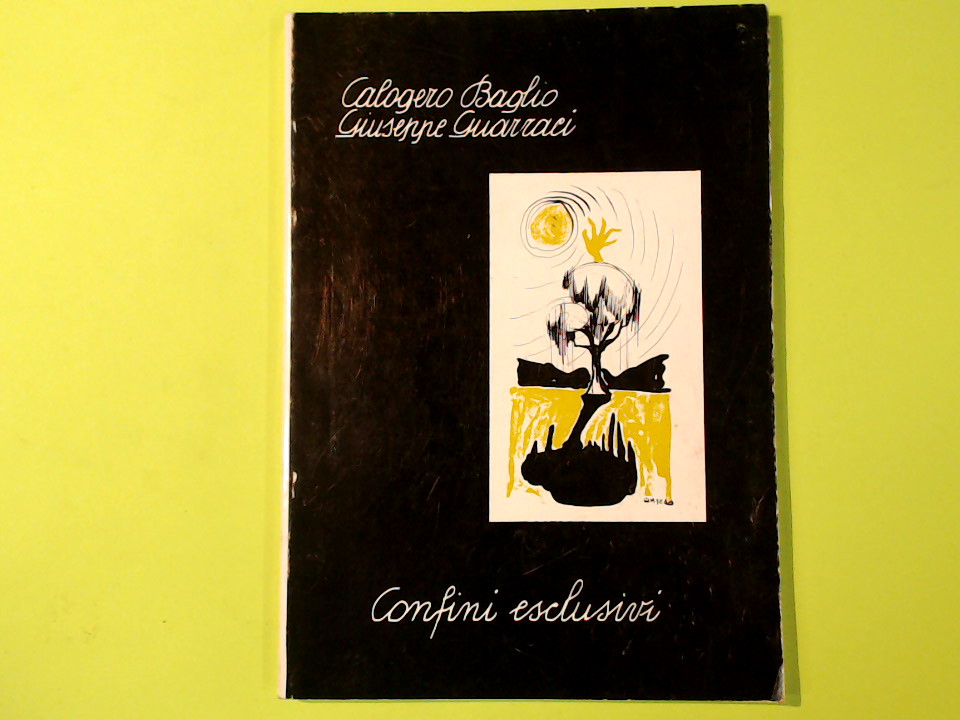 Calogero Baglio
Giuseppe Guarraci
Confini esclusivi